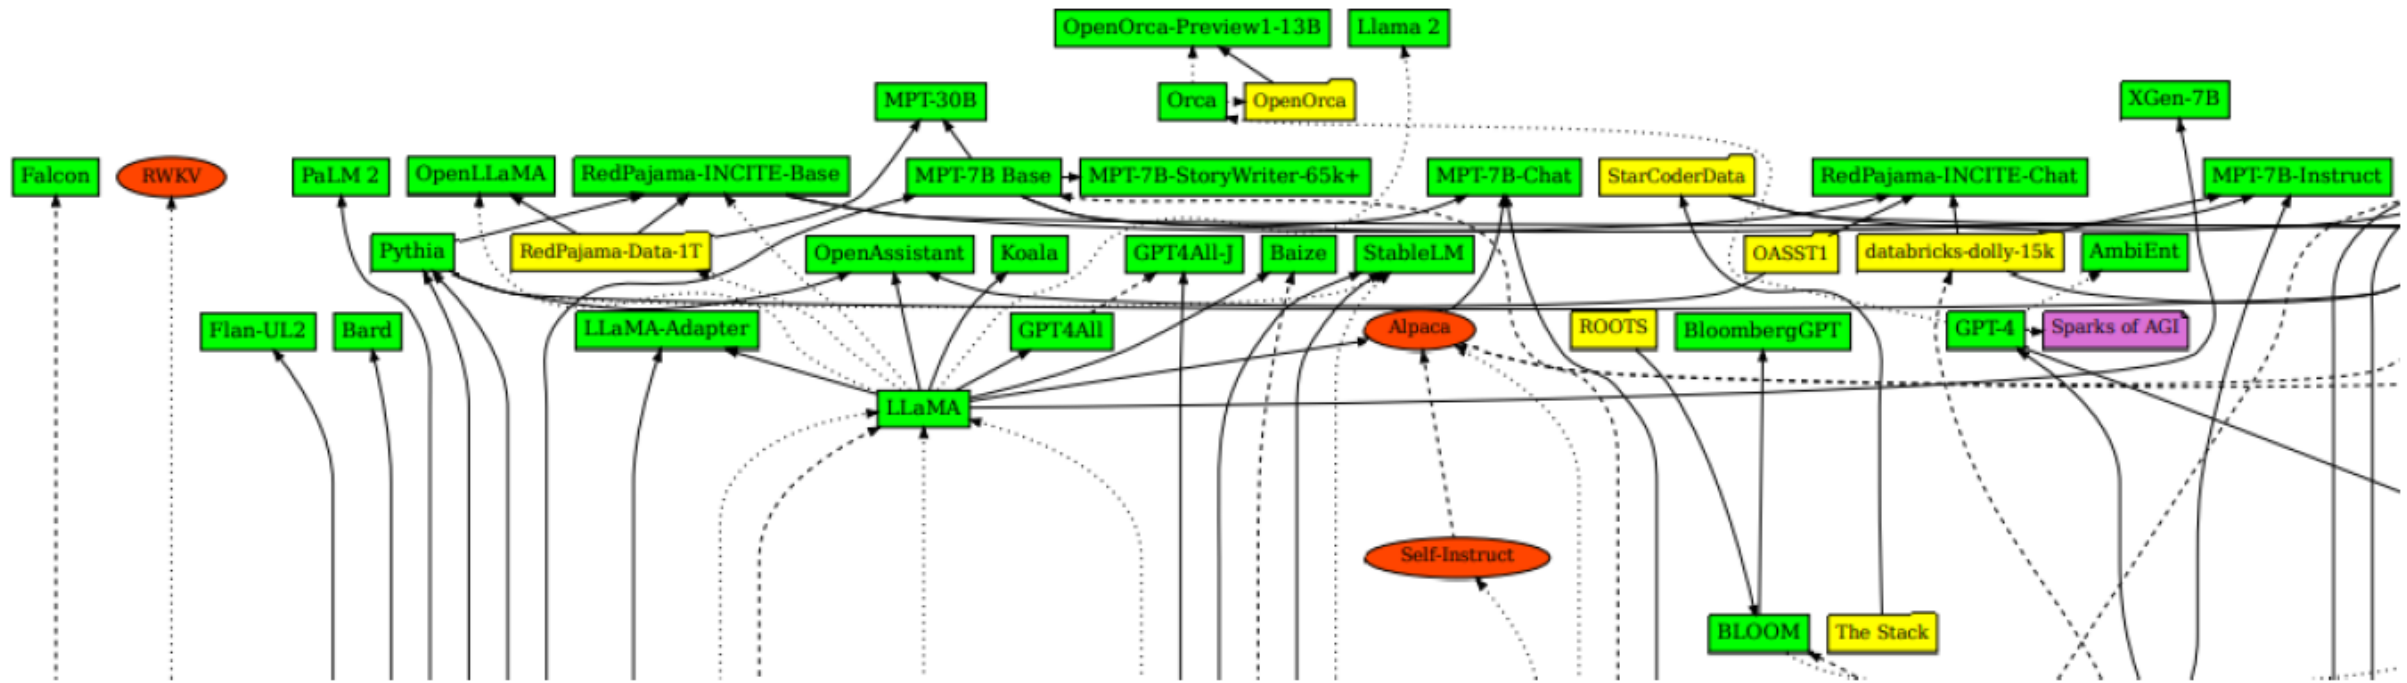 OpenOrca-Preview1-13B
Llama 2
MPT-30B
Orca
OpenOrca
XGen-7B
Falcon
RWKV
PaLM 2
OpenLLaMA
RedPajama-INCITE-Base
MPT-7B Base
MPT-7B-StoryWriter-65k+
MPT-7B-Chat
StarCoderData
RedPajama-INCITE-Chat
MPT-7B-Instruct
Pythia
RedPajama-Data-1T
OpenAssistant
Koala
GPT4All-J
Baize
StableLM
OASST1
databricks-dolly-15k
AmbiEnt
Flan-UL2
Bard
LLaMA-Adapter
GPT4All
Alpaca
ROOTS
BloombergGPT
GPT-4
Sparks of AGI
LLaMA
Self-Instruct
BLOOM
The Stack